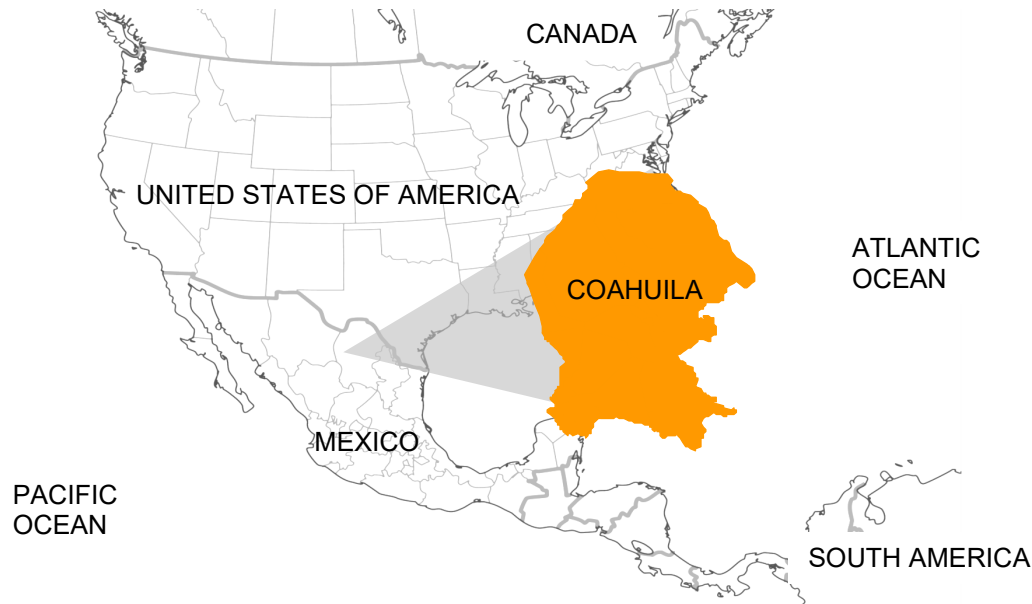 CANADA
UNITED STATES OF AMERICA
ATLANTIC
OCEAN
COAHUILA
MEXICO
PACIFIC
OCEAN
SOUTH AMERICA